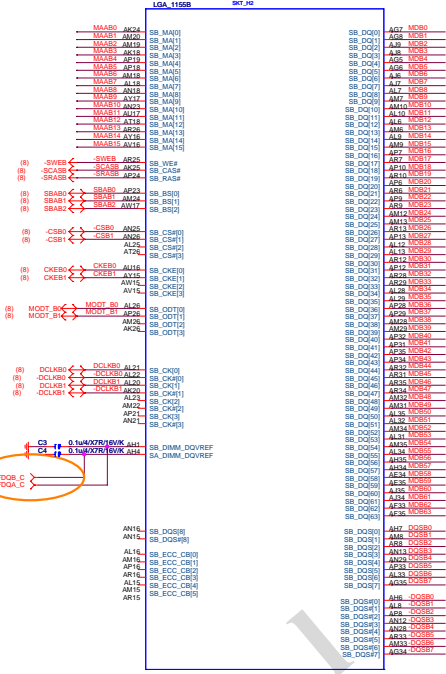 LGA_1155B SKT_H2
MAAB0 AK24 SB_MA[0]
MAAB1 AM20 SB_MA[1]
MAAB2 AM19 SB_MA[2]
MAAB3 AK18 SB_MA[3]
MAAB4 AP19 SB_MA[4]
MAAB5 AP18 SB_MA[5]
MAAB6 AM18 SB_MA[6]
MAAB7 AL18 SB_MA[7]
MAAB8 AN18 SB_MA[8]
MAAB9 AY17 SB_MA[9]
MAAB10 AN23 SB_MA[10]
MAAB11 AU17 SB_MA[11]
MAAB12 AT18 SB_MA[12]
MAAB13 AR26 SB_MA[13]
MAAB14 AY16 SB_MA[14]
MAAB15 AV16 SB_MA[15]
(8) -SWEB -SWEB AR25 SB_WE#
(8) -SCASB -SCASB AK25 SB_CAS#
(8) -SRASB -SRASB AP24 SB_RAS#
(8) SBAB0 SBAB0 AP23 SB_BS[0]
(8) SBAB1 SBAB1 AM24 SB_BS[1]
(8) SBAB2 SBAB2 AW17 SB_BS[2]
(8) -CSB0 -CSB0 AN25 SB_CS#[0]
(8) -CSB1 -CSB1 AN26 SB_CS#[1]
AL25 SB_CS#[2]
AT26 SB_CS#[3]
(8) CKEB0 CKEB0 AU16 SB_CKE[0]
(8) CKEB1 CKEB1 AY15 SB_CKE[1]
AW15 SB_CKE[2]
AV15 SB_CKE[3]
(8) MODT_B0 MODT_B0 AL26 SB_ODT[0]
(8) MODT_B1 MODT_B1 AP26 SB_ODT[1]
AM26 SB_ODT[2]
AK26 SB_ODT[3]
(8) DCLKB0 DCLKB0 AL21 SB_CK[0]
(8) -DCLKB0 -DCLKB0 AL22 SB_CK#[0]
(8) DCLKB1 DCLKB1 AL20 SB_CK[1]
(8) -DCLKB1 -DCLKB1 AK20 SB_CK#[1]
AL23 SB_CK[2]
AM22 SB_CK#[2]
AP21 SB_CK[3]
AN21 SB_CK#[3]
C3 0.1u/4/X7R/16V/K AH1 SB_DIMM_DQVREF
C4 0.1u/4/X7R/16V/K AH4 SA_DIMM_DQVREF
AN16 SB_DQS[8]
AN15 SB_DQS#[8]
AL16 SB_ECC_CB[0]
AM16 SB_ECC_CB[1]
AP16 SB_ECC_CB[2]
AR16 SB_ECC_CB[3]
AL15 SB_ECC_CB[4]
AM15 SB_ECC_CB[5]
AR15
SB_DQ[0] AG7 MDB0
SB_DQ[1] AG8 MDB1
SB_DQ[2] AJ9 MDB2
SB_DQ[3] AJ8 MDB3
SB_DQ[4] AG5 MDB4
SB_DQ[5] AG6 MDB5
SB_DQ[6] AJ6 MDB6
SB_DQ[7] AJ7 MDB7
SB_DQ[8] AL7 MDB8
SB_DQ[9] AM7 MDB9
SB_DQ[10] AM10 MDB10
SB_DQ[11] AL10 MDB11
SB_DQ[12] AL6 MDB12
SB_DQ[13] AM6 MDB13
SB_DQ[14] AL9 MDB14
SB_DQ[15] AM9 MDB15
SB_DQ[16] AP7 MDB16
SB_DQ[17] AR7 MDB17
SB_DQ[18] AP10 MDB18
SB_DQ[19] AR10 MDB19
SB_DQ[20] AP6 MDB20
SB_DQ[21] AR6 MDB21
SB_DQ[22] AP9 MDB22
SB_DQ[23] AR9 MDB23
SB_DQ[24] AM12 MDB24
SB_DQ[25] AM13 MDB25
SB_DQ[26] AR13 MDB26
SB_DQ[27] AP13 MDB27
SB_DQ[28] AL12 MDB28
SB_DQ[29] AL13 MDB29
SB_DQ[30] AR12 MDB30
SB_DQ[31] AP12 MDB31
SB_DQ[32] AR28 MDB32
SB_DQ[33] AR29 MDB33
SB_DQ[34] AL28 MDB34
SB_DQ[35] AL29 MDB35
SB_DQ[36] AP28 MDB36
SB_DQ[37] AP29 MDB37
SB_DQ[38] AM28 MDB38
SB_DQ[39] AM29 MDB39
SB_DQ[40] AP32 MDB40
SB_DQ[41] AP31 MDB41
SB_DQ[42] AP35 MDB42
SB_DQ[43] AP34 MDB43
SB_DQ[44] AR32 MDB44
SB_DQ[45] AR31 MDB45
SB_DQ[46] AR35 MDB46
SB_DQ[47] AR34 MDB47
SB_DQ[48] AM32 MDB48
SB_DQ[49] AM31 MDB49
SB_DQ[50] AL35 MDB50
SB_DQ[51] AL32 MDB51
SB_DQ[52] AM34 MDB52
SB_DQ[53] AL31 MDB53
SB_DQ[54] AM35 MDB54
SB_DQ[55] AL34 MDB55
SB_DQ[56] AH35 MDB56
SB_DQ[57] AH34 MDB57
SB_DQ[58] AE34 MDB58
SB_DQ[59] AE35 MDB59
SB_DQ[60] AJ35 MDB60
SB_DQ[61] AJ34 MDB61
SB_DQ[62] AF33 MDB62
SB_DQ[63] AF35 MDB63
SB_DQS[0] AH7 DQSB0
SB_DQS[1] AM8 DQSB1
SB_DQS[2] AR8 DQSB2
SB_DQS[3] AN13 DQSB3
SB_DQS[4] AN29 DQSB4
SB_DQS[5] AP33 DQSB5
SB_DQS[6] AL33 DQSB6
SB_DQS[7] AG35 DQSB7
SB_DQS#[0] AH6 -DQSB0
SB_DQS#[1] AL8 -DQSB1
SB_DQS#[2] AP8 -DQSB2
SB_DQS#[3] AN12 -DQSB3
SB_DQS#[4] AN28 -DQSB4
SB_DQS#[5] AR33 -DQSB5
SB_DQS#[6] AM33 -DQSB6
SB_DQS#[7] AG34 -DQSB7